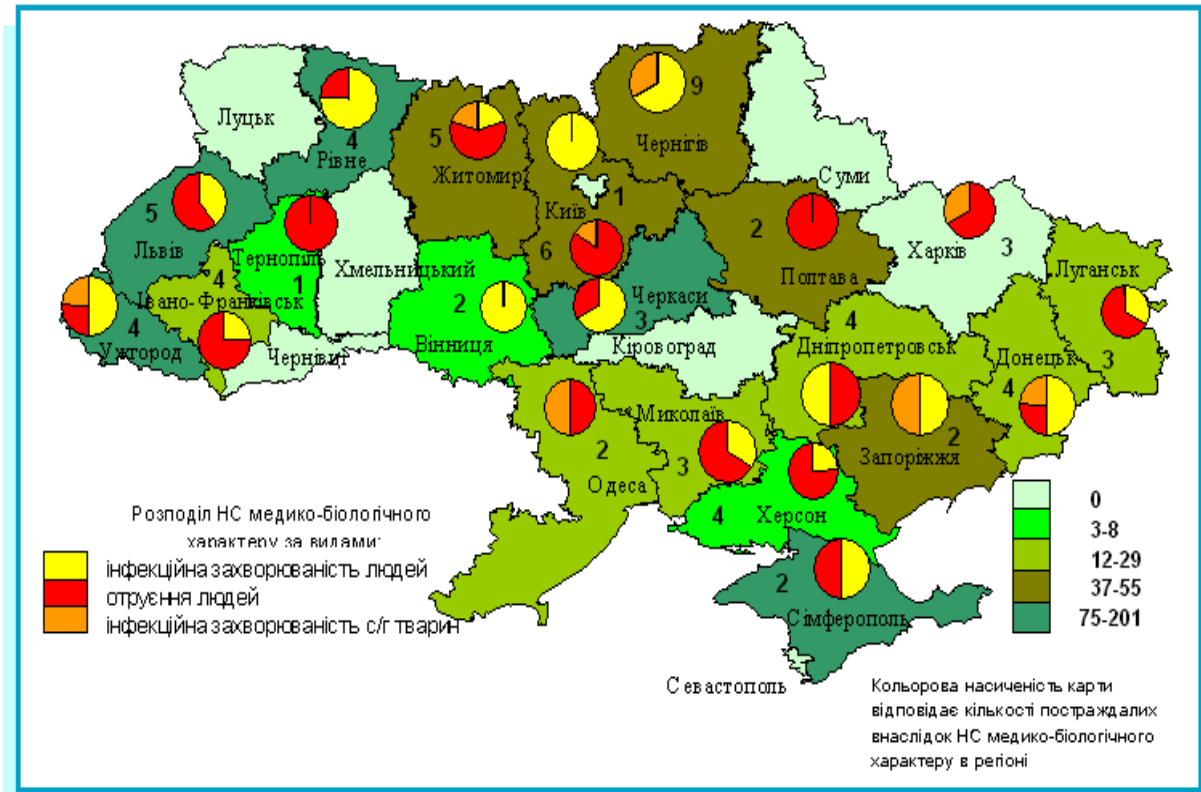 9
Луцьк
4
Рівне
5
Житомир
Чернігів
Суми
5
Львів
Тернопіль
1
Хмельницький
Київ
1
6
2
Полтава
Харків
3
Луганськ
3
4
Івано-Франківськ
4
Ужгород
Чернівці
2
Вінниця
Черкаси
3
Кіровоград
4
Дніпропетровськ
Донецьк
4
2
Одеса
Миколаїв
3
2
Запоріжжя
4
Херсон
2
Сімферополь
Севастополь
Розподіл НС медико-біологічного
характеру за видами:
інфекційна захворюваність людей
отруєння людей
інфекційна захворюваність с/г тварин
0
3-8
12-29
37-55
75-201
Кольорова насиченість карти
відповідає кількості постраждалих
внаслідок НС медико-біологічного
характеру в регіоні